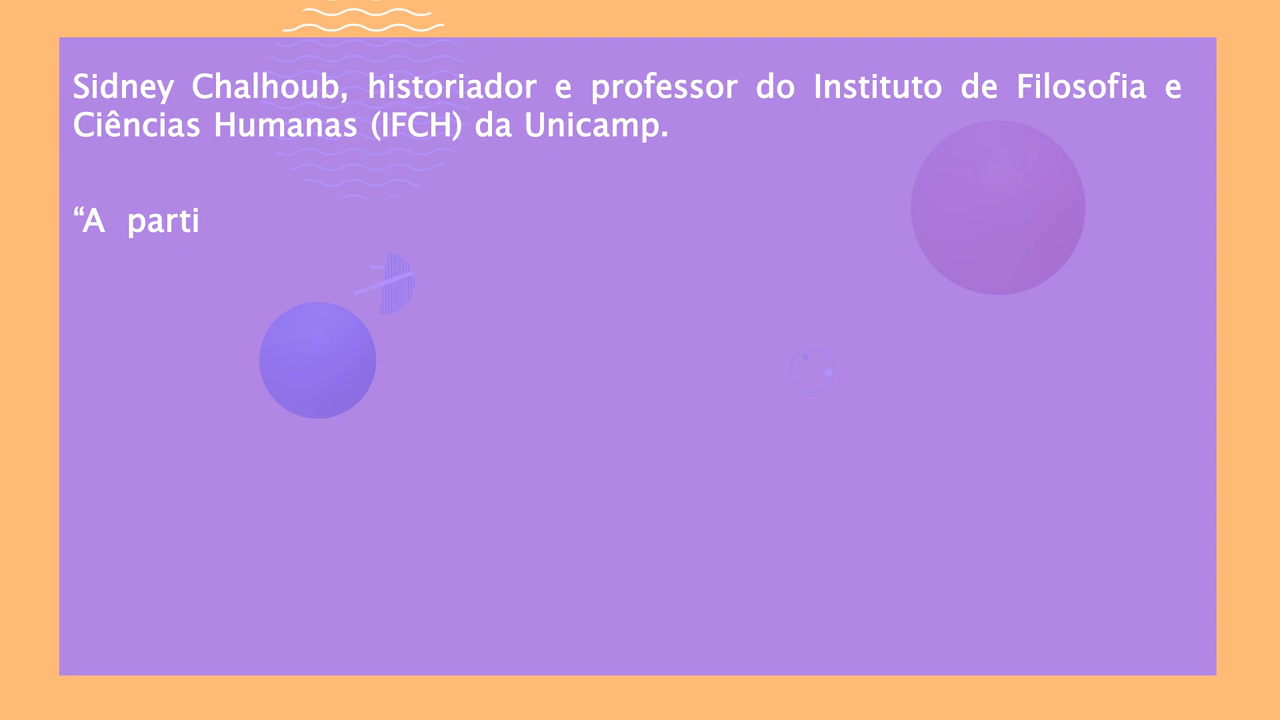 Sidney Chalhoub, historiador e professor do Instituto de Filosofia e
Ciências Humanas (IFCH) da Unicamp.
“A parti